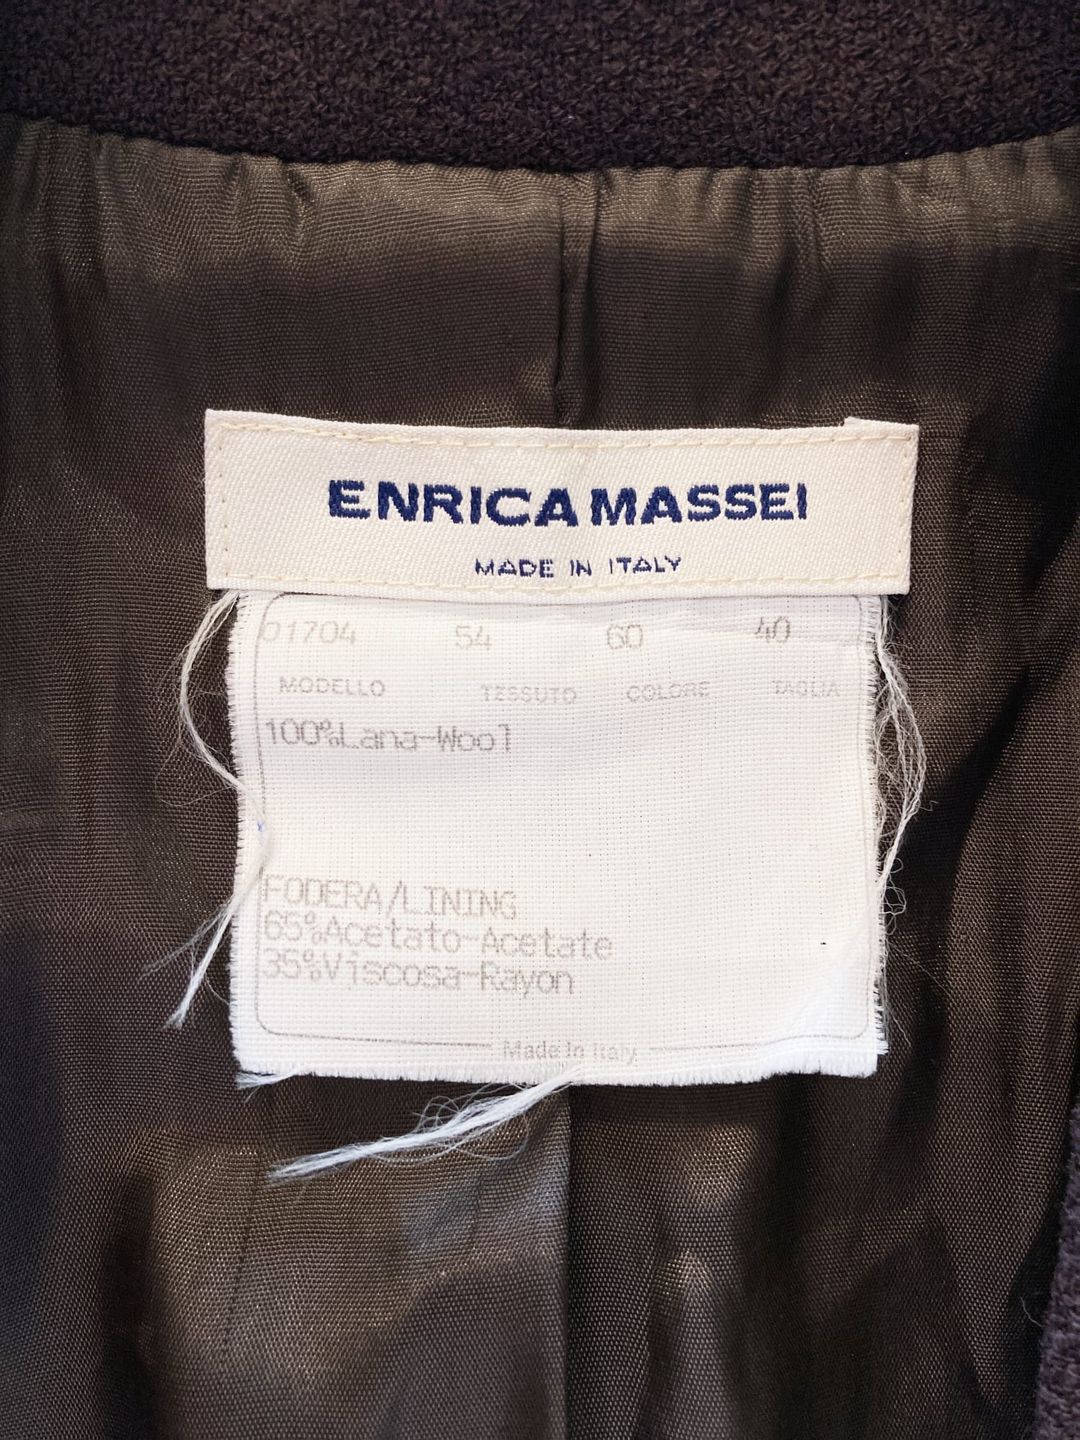 ENRICA MASSEI
MADE IN ITALY
01704 54 60 40
MODELLO TESSUTO COLORE TAGLIA
100%Lana-Wool
FODERA/LINING
65%Acetato-Acetate
35%Viscosa-Rayon
Made in Italy